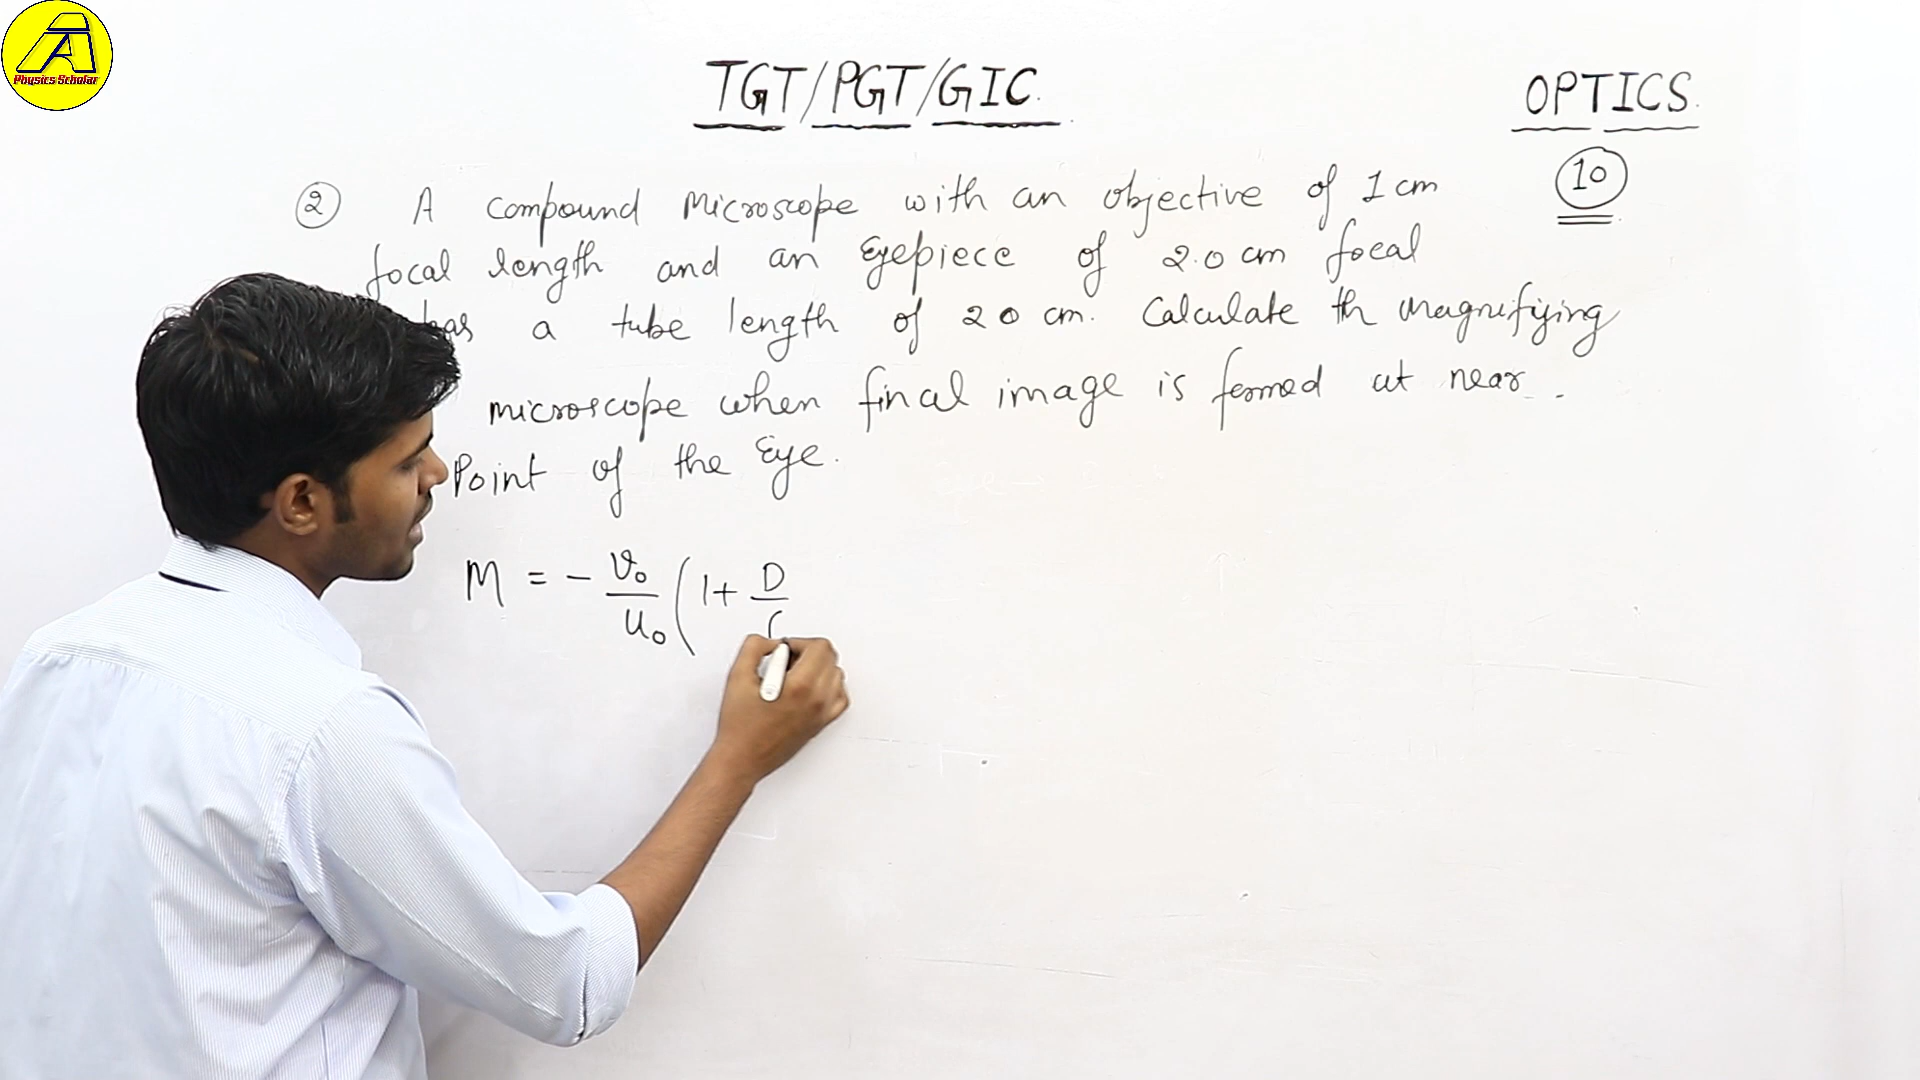 A
Physics Scholar
TGT/PGT/GIC.
OPTICS.
10
2 A compound microscope with an objective of 1 cm
focal length and an Eyepiece of 2.0 cm focal
has a tube length of 20 cm. Calculate th magnifying
microscope when final image is formed at near
Point of the Eye.
M = - v₀/u₀ (1 + D/